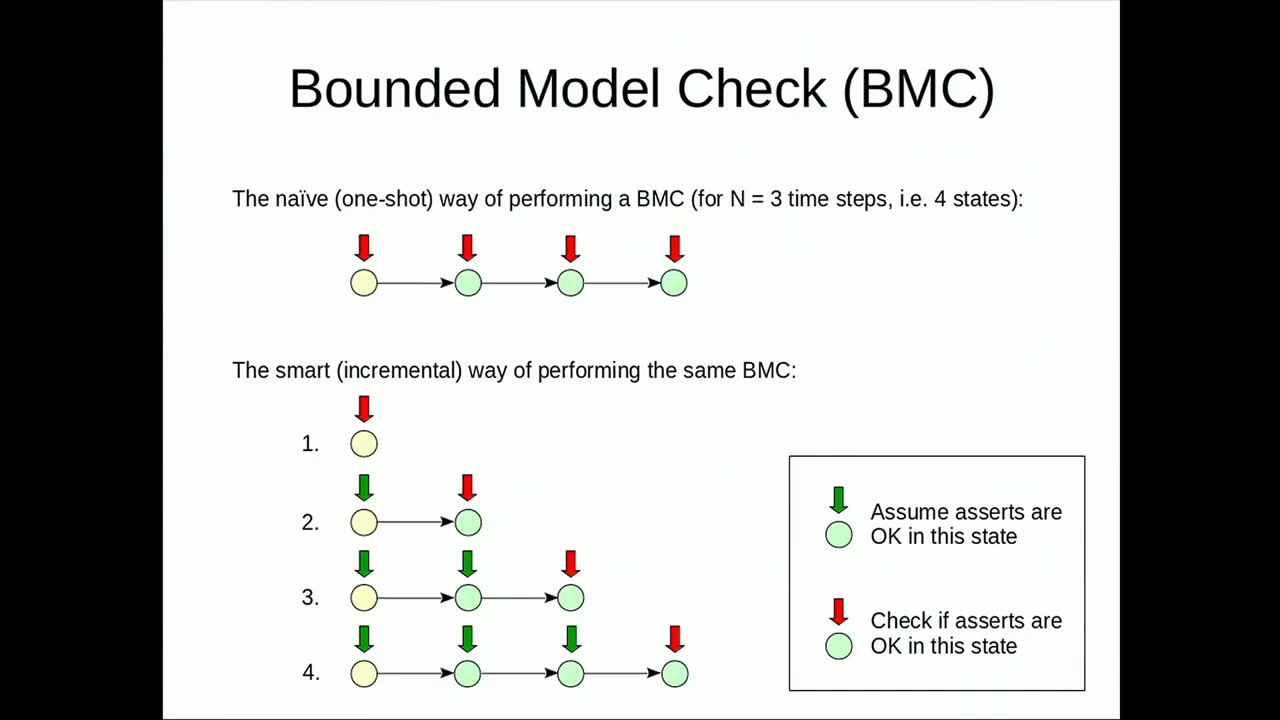 Bounded Model Check (BMC)
The naïve (one-shot) way of performing a BMC (for N = 3 time steps, i.e. 4 states):
The smart (incremental) way of performing the same BMC:
1.
2.
3.
4.
Assume asserts are
OK in this state
Check if asserts are
OK in this state